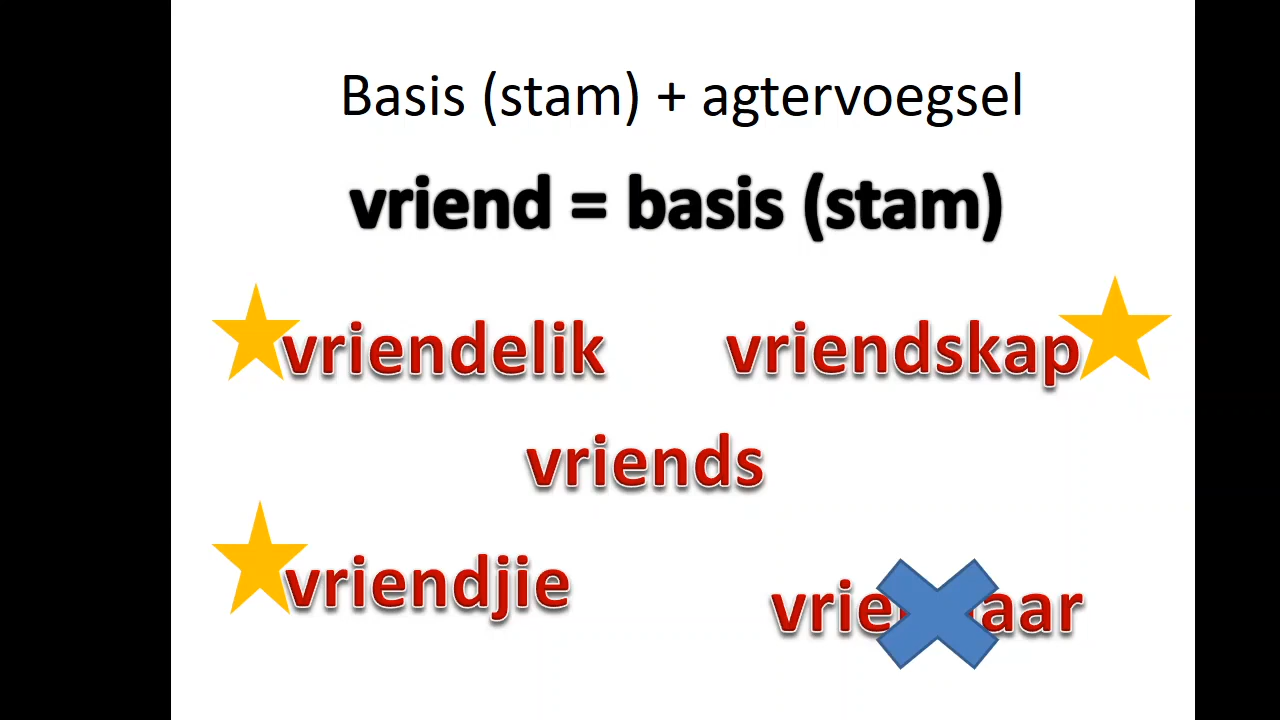 Basis (stam) + agtervoegsel
vriend = basis (stam)
vriendelik vriendskap
vriends
vriendjie